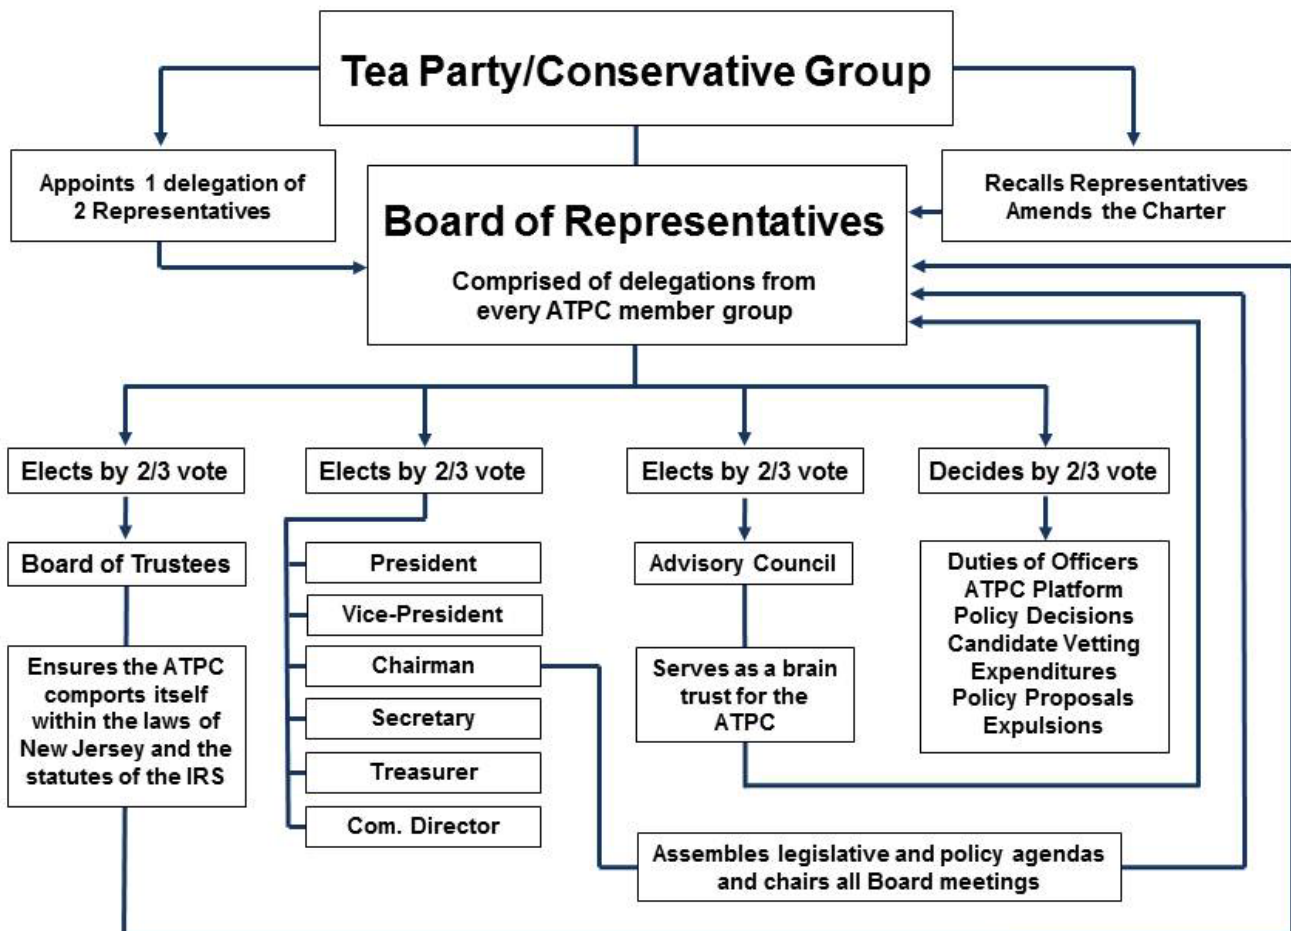 Tea Party/Conservative Group
Appoints 1 delegation of
2 Representatives
Board of Representatives
Comprised of delegations from
every ATPC member group
Recalls Representatives
Amends the Charter
Elects by 2/3 vote
Elects by 2/3 vote
Elects by 2/3 vote
Decides by 2/3 vote
Board of Trustees
Ensures the ATPC
comports itself
within the laws of
New Jersey and the
statutes of the IRS
President
Vice-President
Chairman
Secretary
Treasurer
Com. Director
Advisory Council
Serves as a brain
trust for the
ATPC
Duties of Officers
ATPC Platform
Policy Decisions
Candidate Vetting
Expenditures
Policy Proposals
Expulsions
Assembles legislative and policy agendas
and chairs all Board meetings